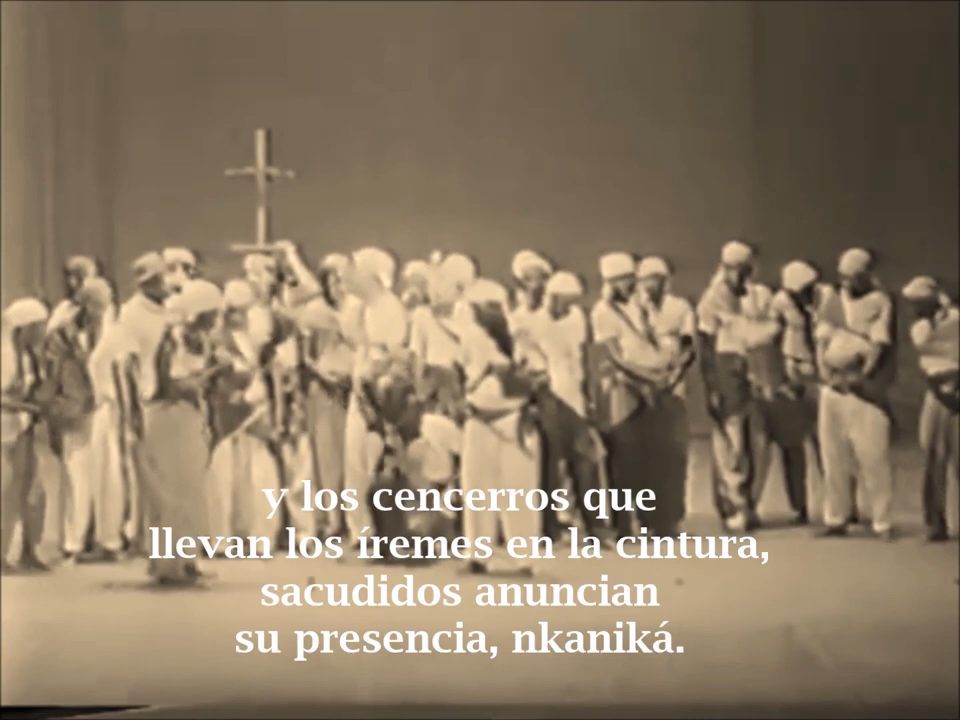 y los cencerros que
llevan los íremes en la cintura,
sacudidos anuncian
su presencia, nkaniká.